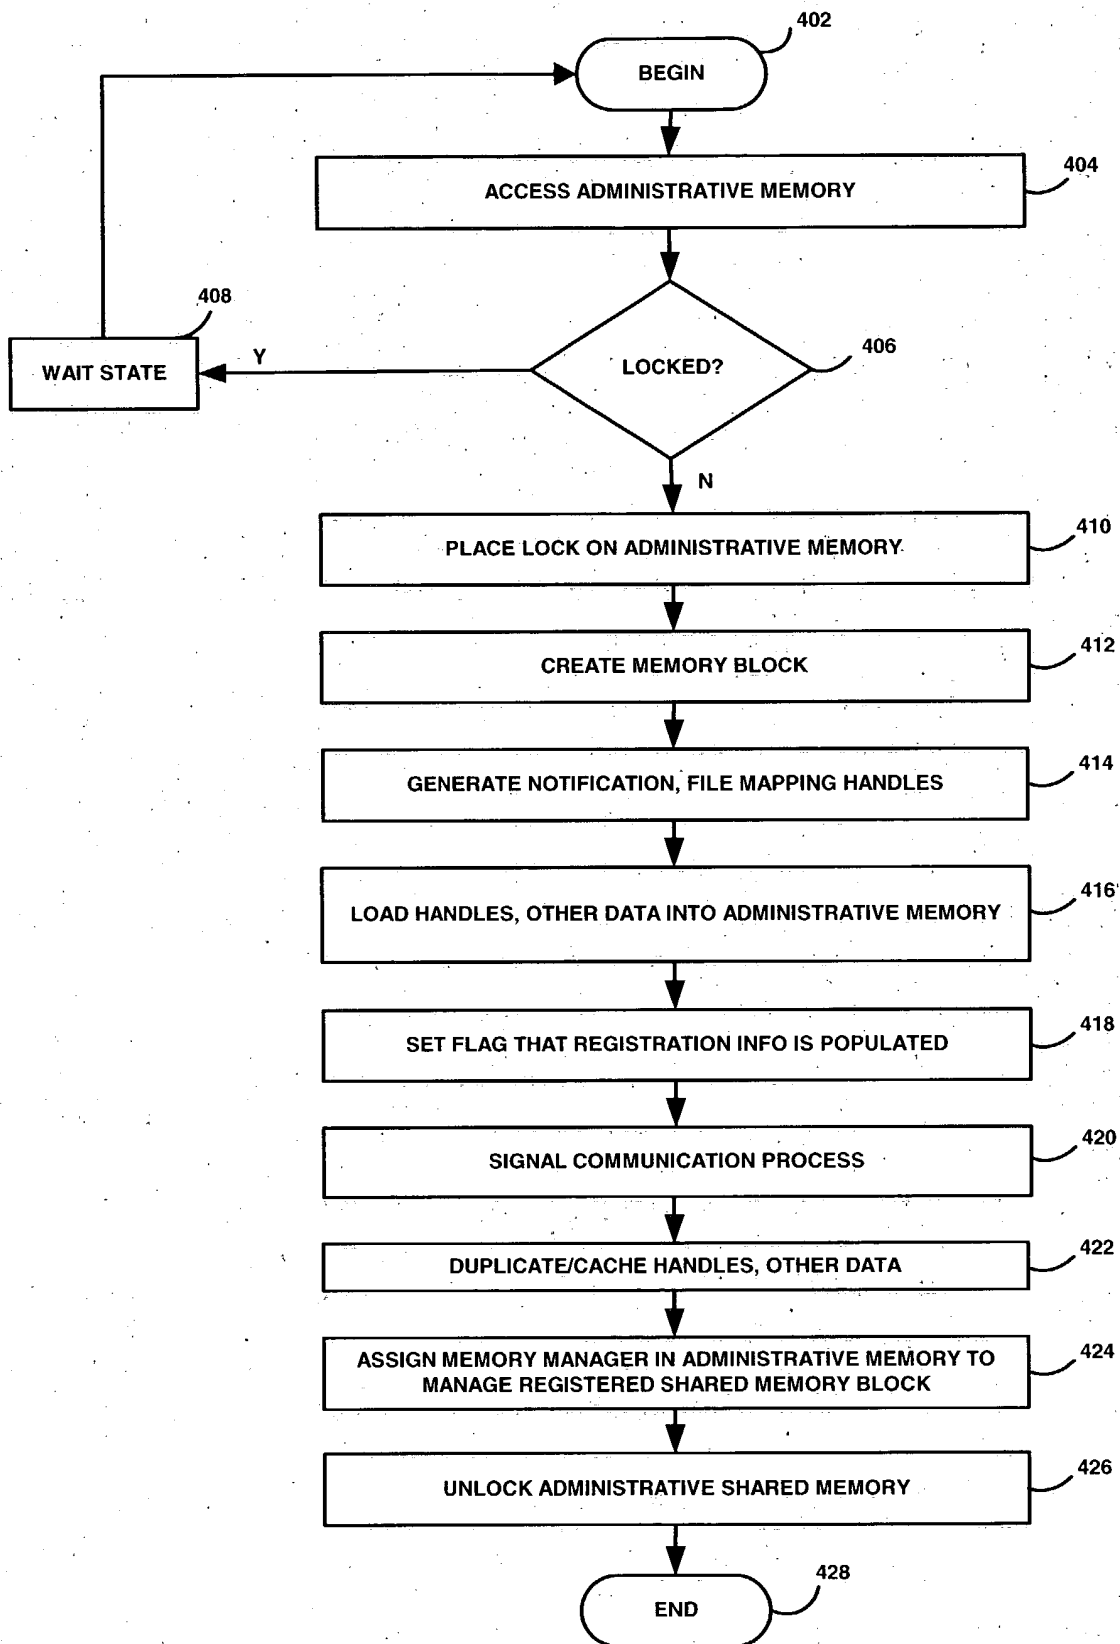 402
BEGIN
404
ACCESS ADMINISTRATIVE MEMORY
408
406
WAIT STATE
Y
LOCKED?
N
410
PLACE LOCK ON ADMINISTRATIVE MEMORY
412
CREATE MEMORY BLOCK
414
GENERATE NOTIFICATION, FILE MAPPING HANDLES
416
LOAD HANDLES, OTHER DATA INTO ADMINISTRATIVE MEMORY
418
SET FLAG THAT REGISTRATION INFO IS POPULATED
420
SIGNAL COMMUNICATION PROCESS
422
DUPLICATE/CACHE HANDLES, OTHER DATA
424
ASSIGN MEMORY MANAGER IN ADMINISTRATIVE MEMORY TO
MANAGE REGISTERED SHARED MEMORY BLOCK
426
UNLOCK ADMINISTRATIVE SHARED MEMORY
428
END